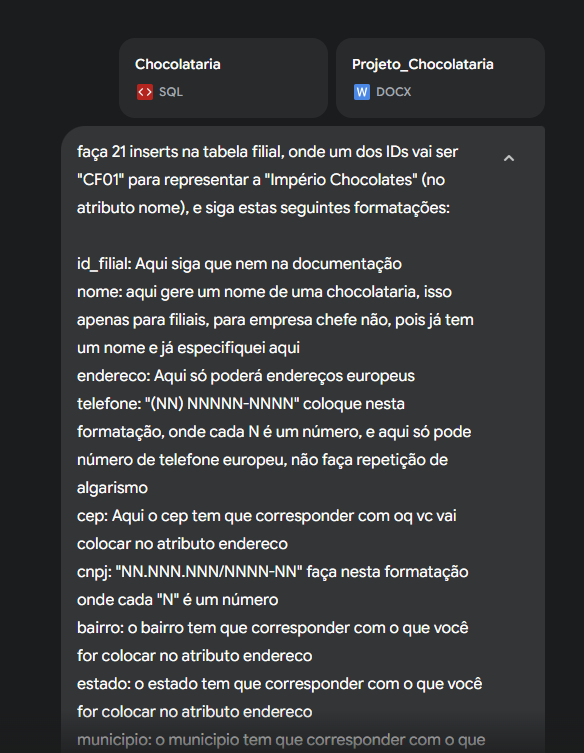 Chocolataria
Projeto_Chocolataria
<> SQL
W DOCX
faça 21 inserts na tabela filial, onde um dos IDs vai ser
"CF01" para representar a "Império Chocolates" (no
atributo nome), e siga estas seguintes formatações:
id_filial: Aqui siga que nem na documentação
nome: aqui gere um nome de uma chocolataria, isso
apenas para filiais, para empresa chefe não, pois já tem
um nome e já especifiquei aqui
endereco: Aqui só poderá endereços europeus
telefone: "(NN) NNNNN-NNNN" coloque nesta
formatação, onde cada N é um número, e aqui só pode
número de telefone europeu, não faça repetição de
algarismo
cep: Aqui o cep tem que corresponder com oq vc vai
colocar no atributo endereco
cnpj: "NN.NNN.NNN/NNNN-NN" faça nesta formatação
onde cada "N" é um número
bairro: o bairro tem que corresponder com o que você
for colocar no atributo endereco
estado: o estado tem que corresponder com o que você
for colocar no atributo endereco
municipio: o municipio tem que corresponder com o que